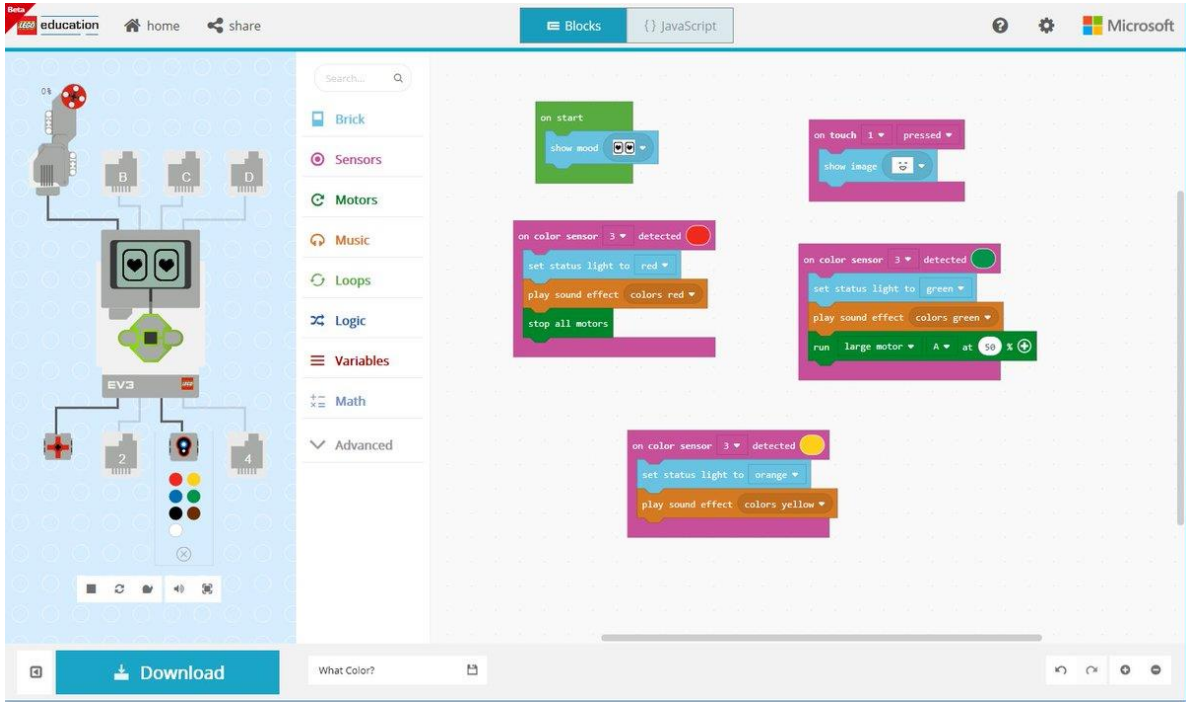 Beta
LEGO education home share Blocks {} JavaScript Microsoft
Search...
Brick
Sensors
Motors
Music
Loops
Logic
Variables
Math
Advanced
0%
B C D
EV3
2 4
on start
show mood
on touch 1 pressed
show image
on color sensor 3 detected
set status light to red
play sound effect colors red
stop all motors
on color sensor 3 detected
set status light to green
play sound effect colors green
run large motor A at 50 %
on color sensor 3 detected
set status light to orange
play sound effect colors yellow
Download
What Color?